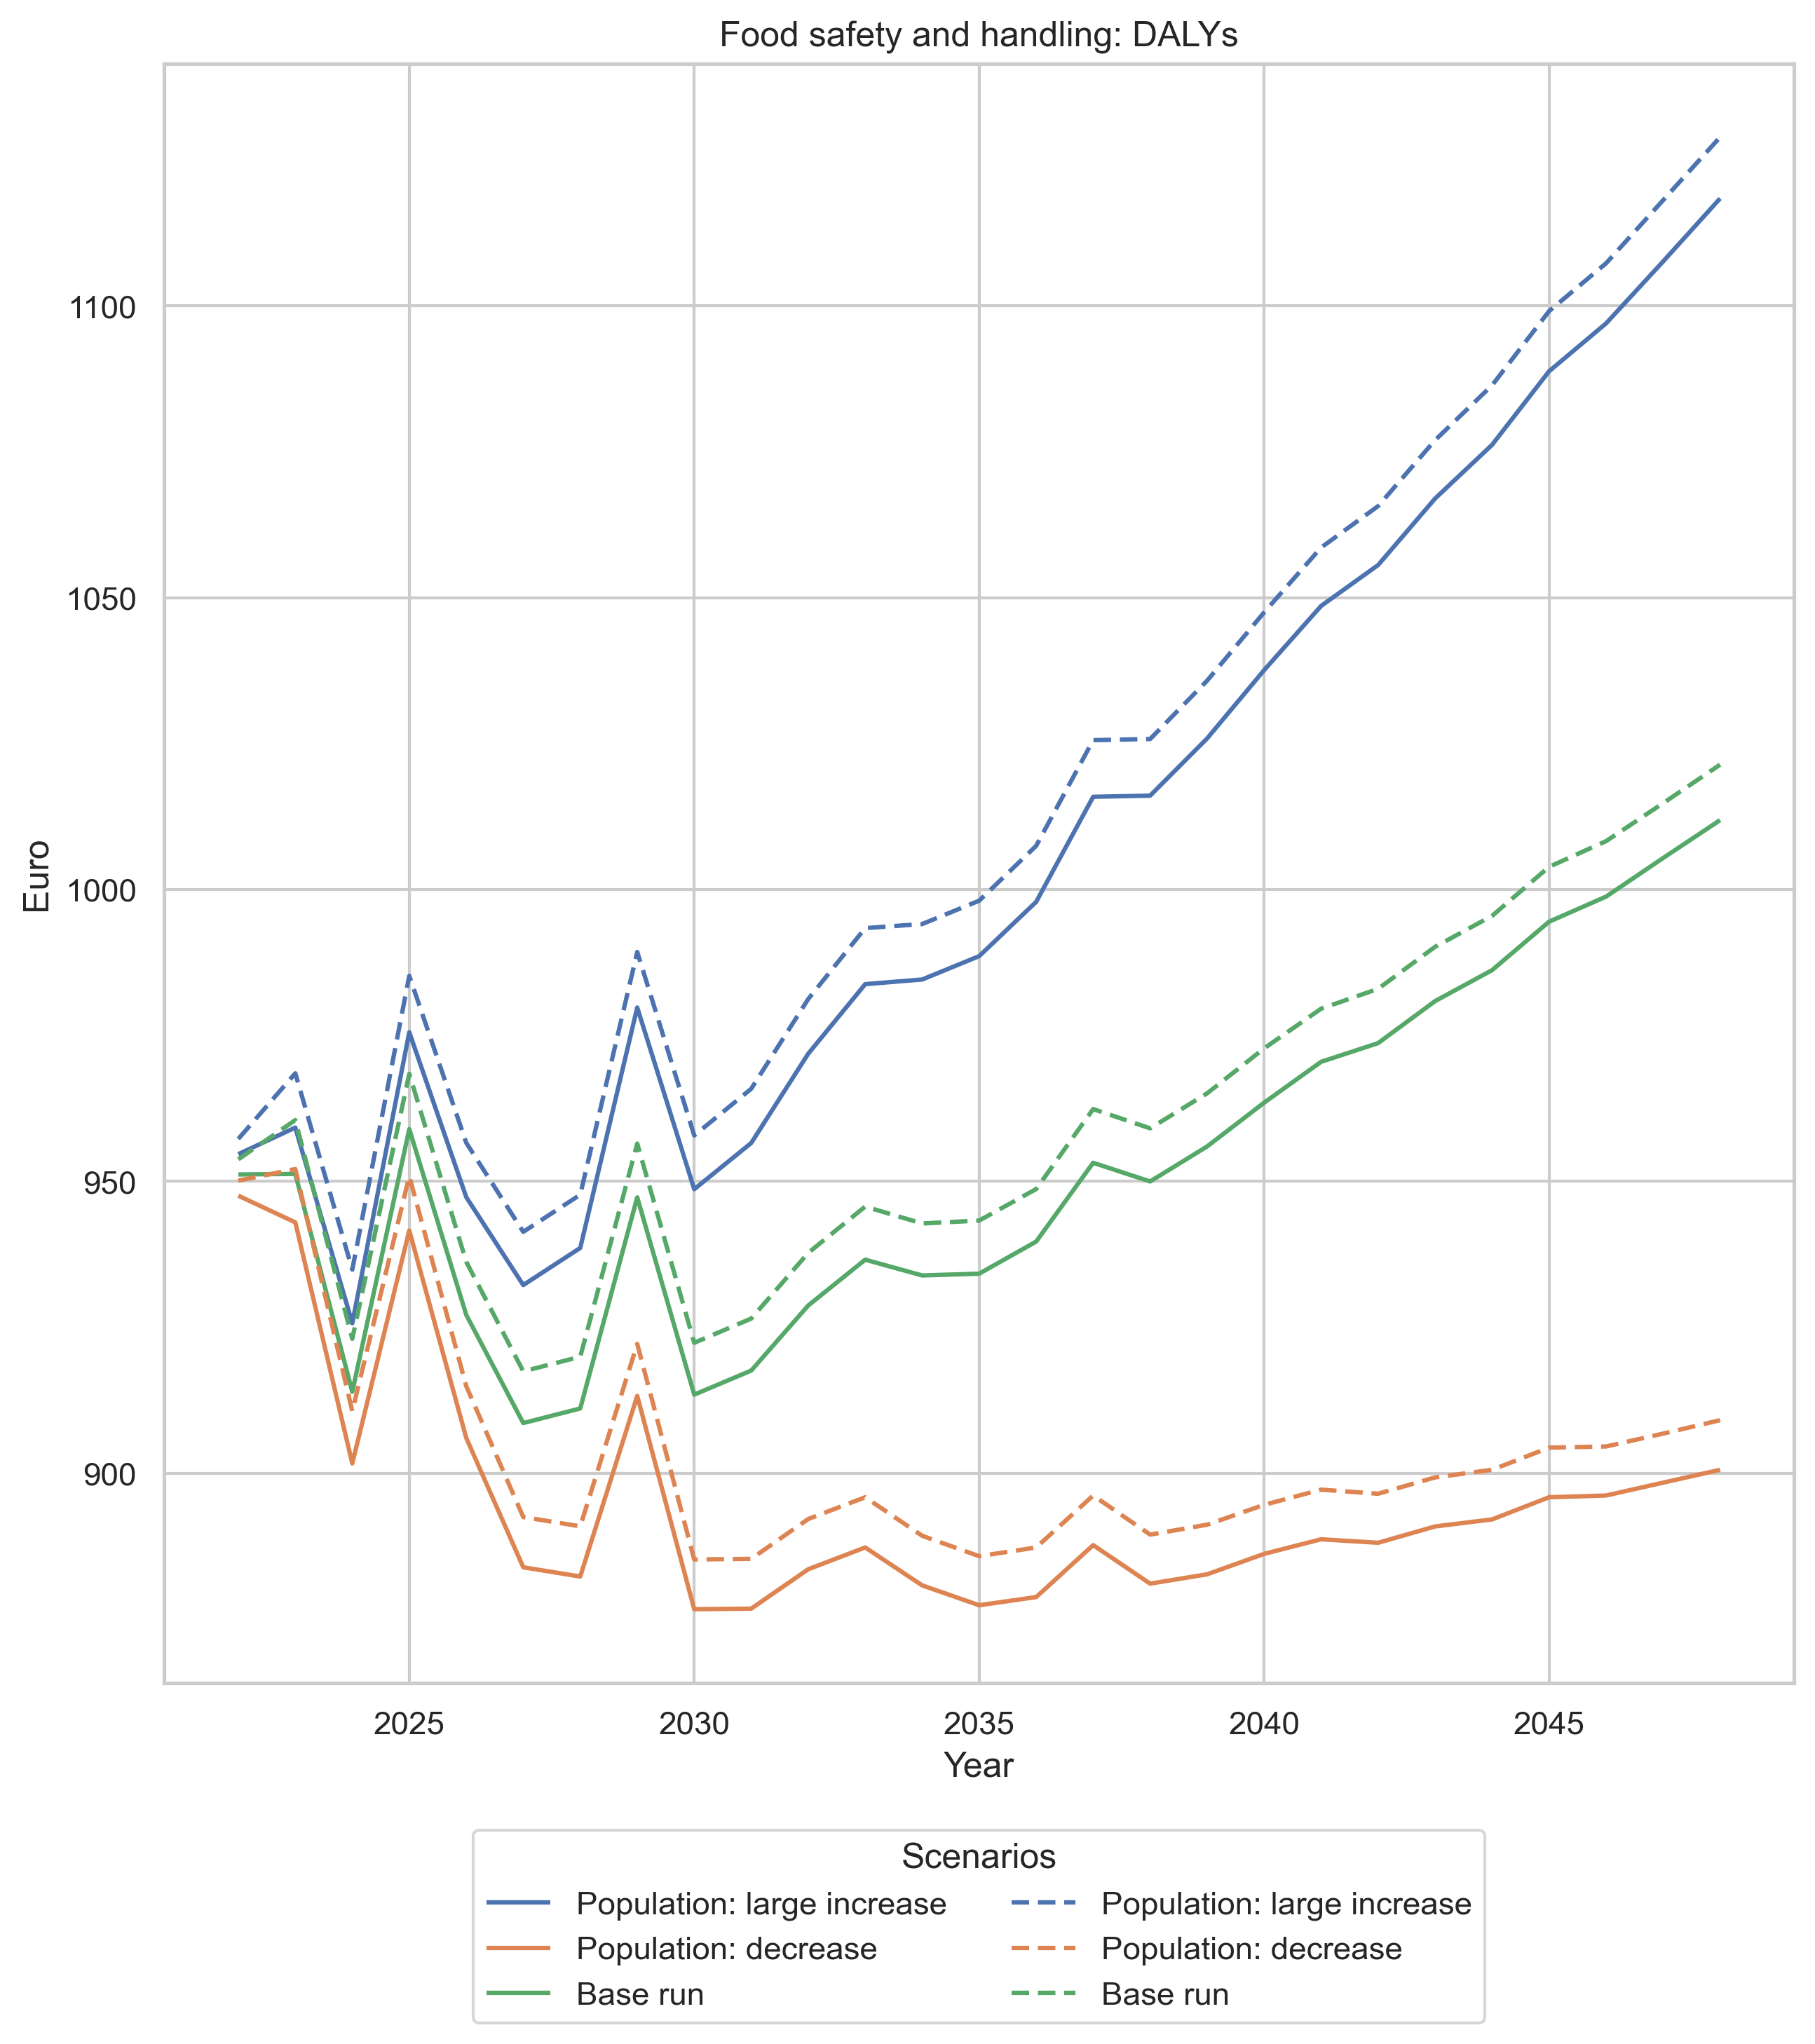 Food safety and handling: DALYs
1100
1050
1000
950
900
Euro
2025 2030 2035 2040 2045
Year
Scenarios
Population: large increase Population: large increase
Population: decrease Population: decrease
Base run Base run